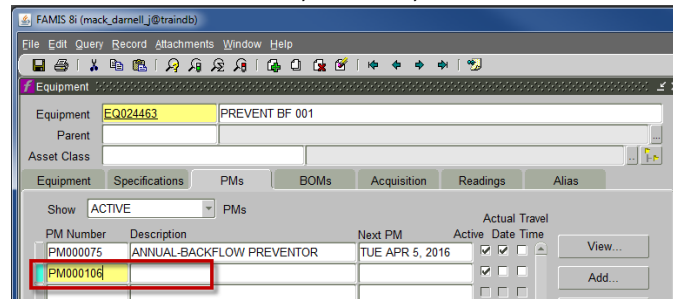 FAMIS 8i (mack_darnell_j@traindb)
File Edit Query Record Attachments Window Help
Equipment
Equipment EQ024463 PREVENT BF 001
Parent
Asset Class
Equipment Specifications PMs BOMs Acquisition Readings Alias
Show ACTIVE PMs
Actual Travel
PM Number Description Next PM Active Date Time
PM000075 ANNUAL-BACKFLOW PREVENTOR TUE APR 5, 2016 View...
PM000106 Add...